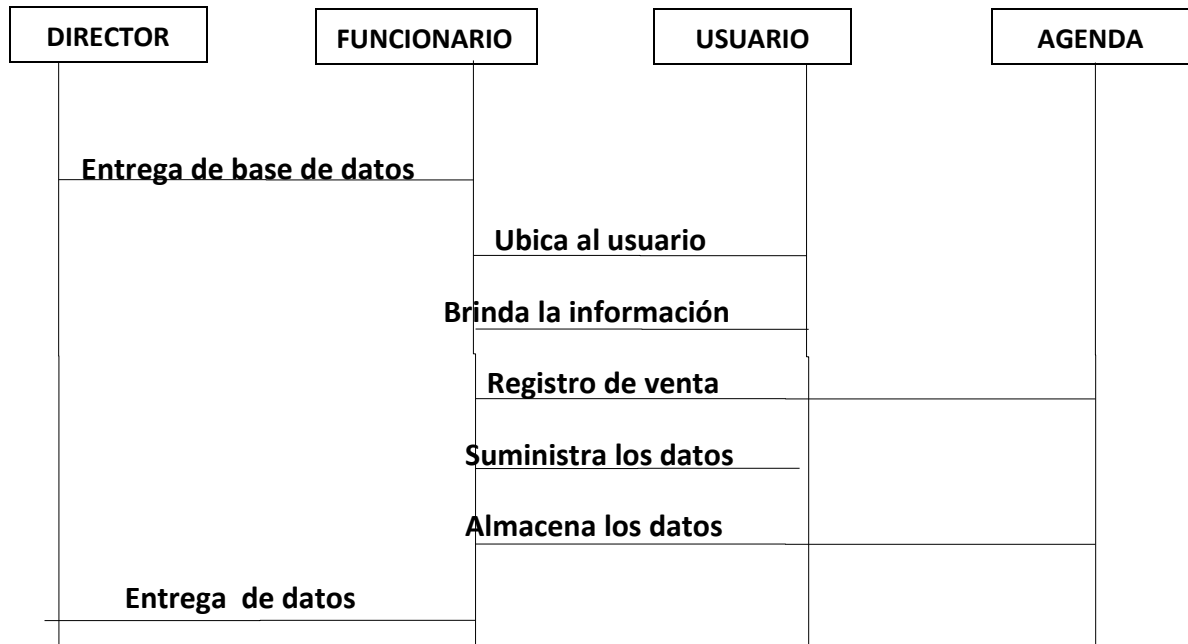 DIRECTOR
FUNCIONARIO
USUARIO
AGENDA
Entrega de base de datos
Ubica al usuario
Brinda la información
Registro de venta
Suministra los datos
Almacena los datos
Entrega  de datos